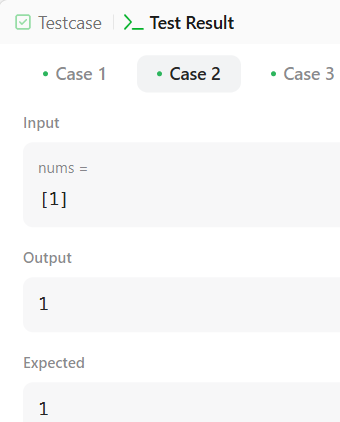 Testcase Test Result
Case 1 Case 2 Case 3
Input
nums =
[1]
Output
1
Expected
1